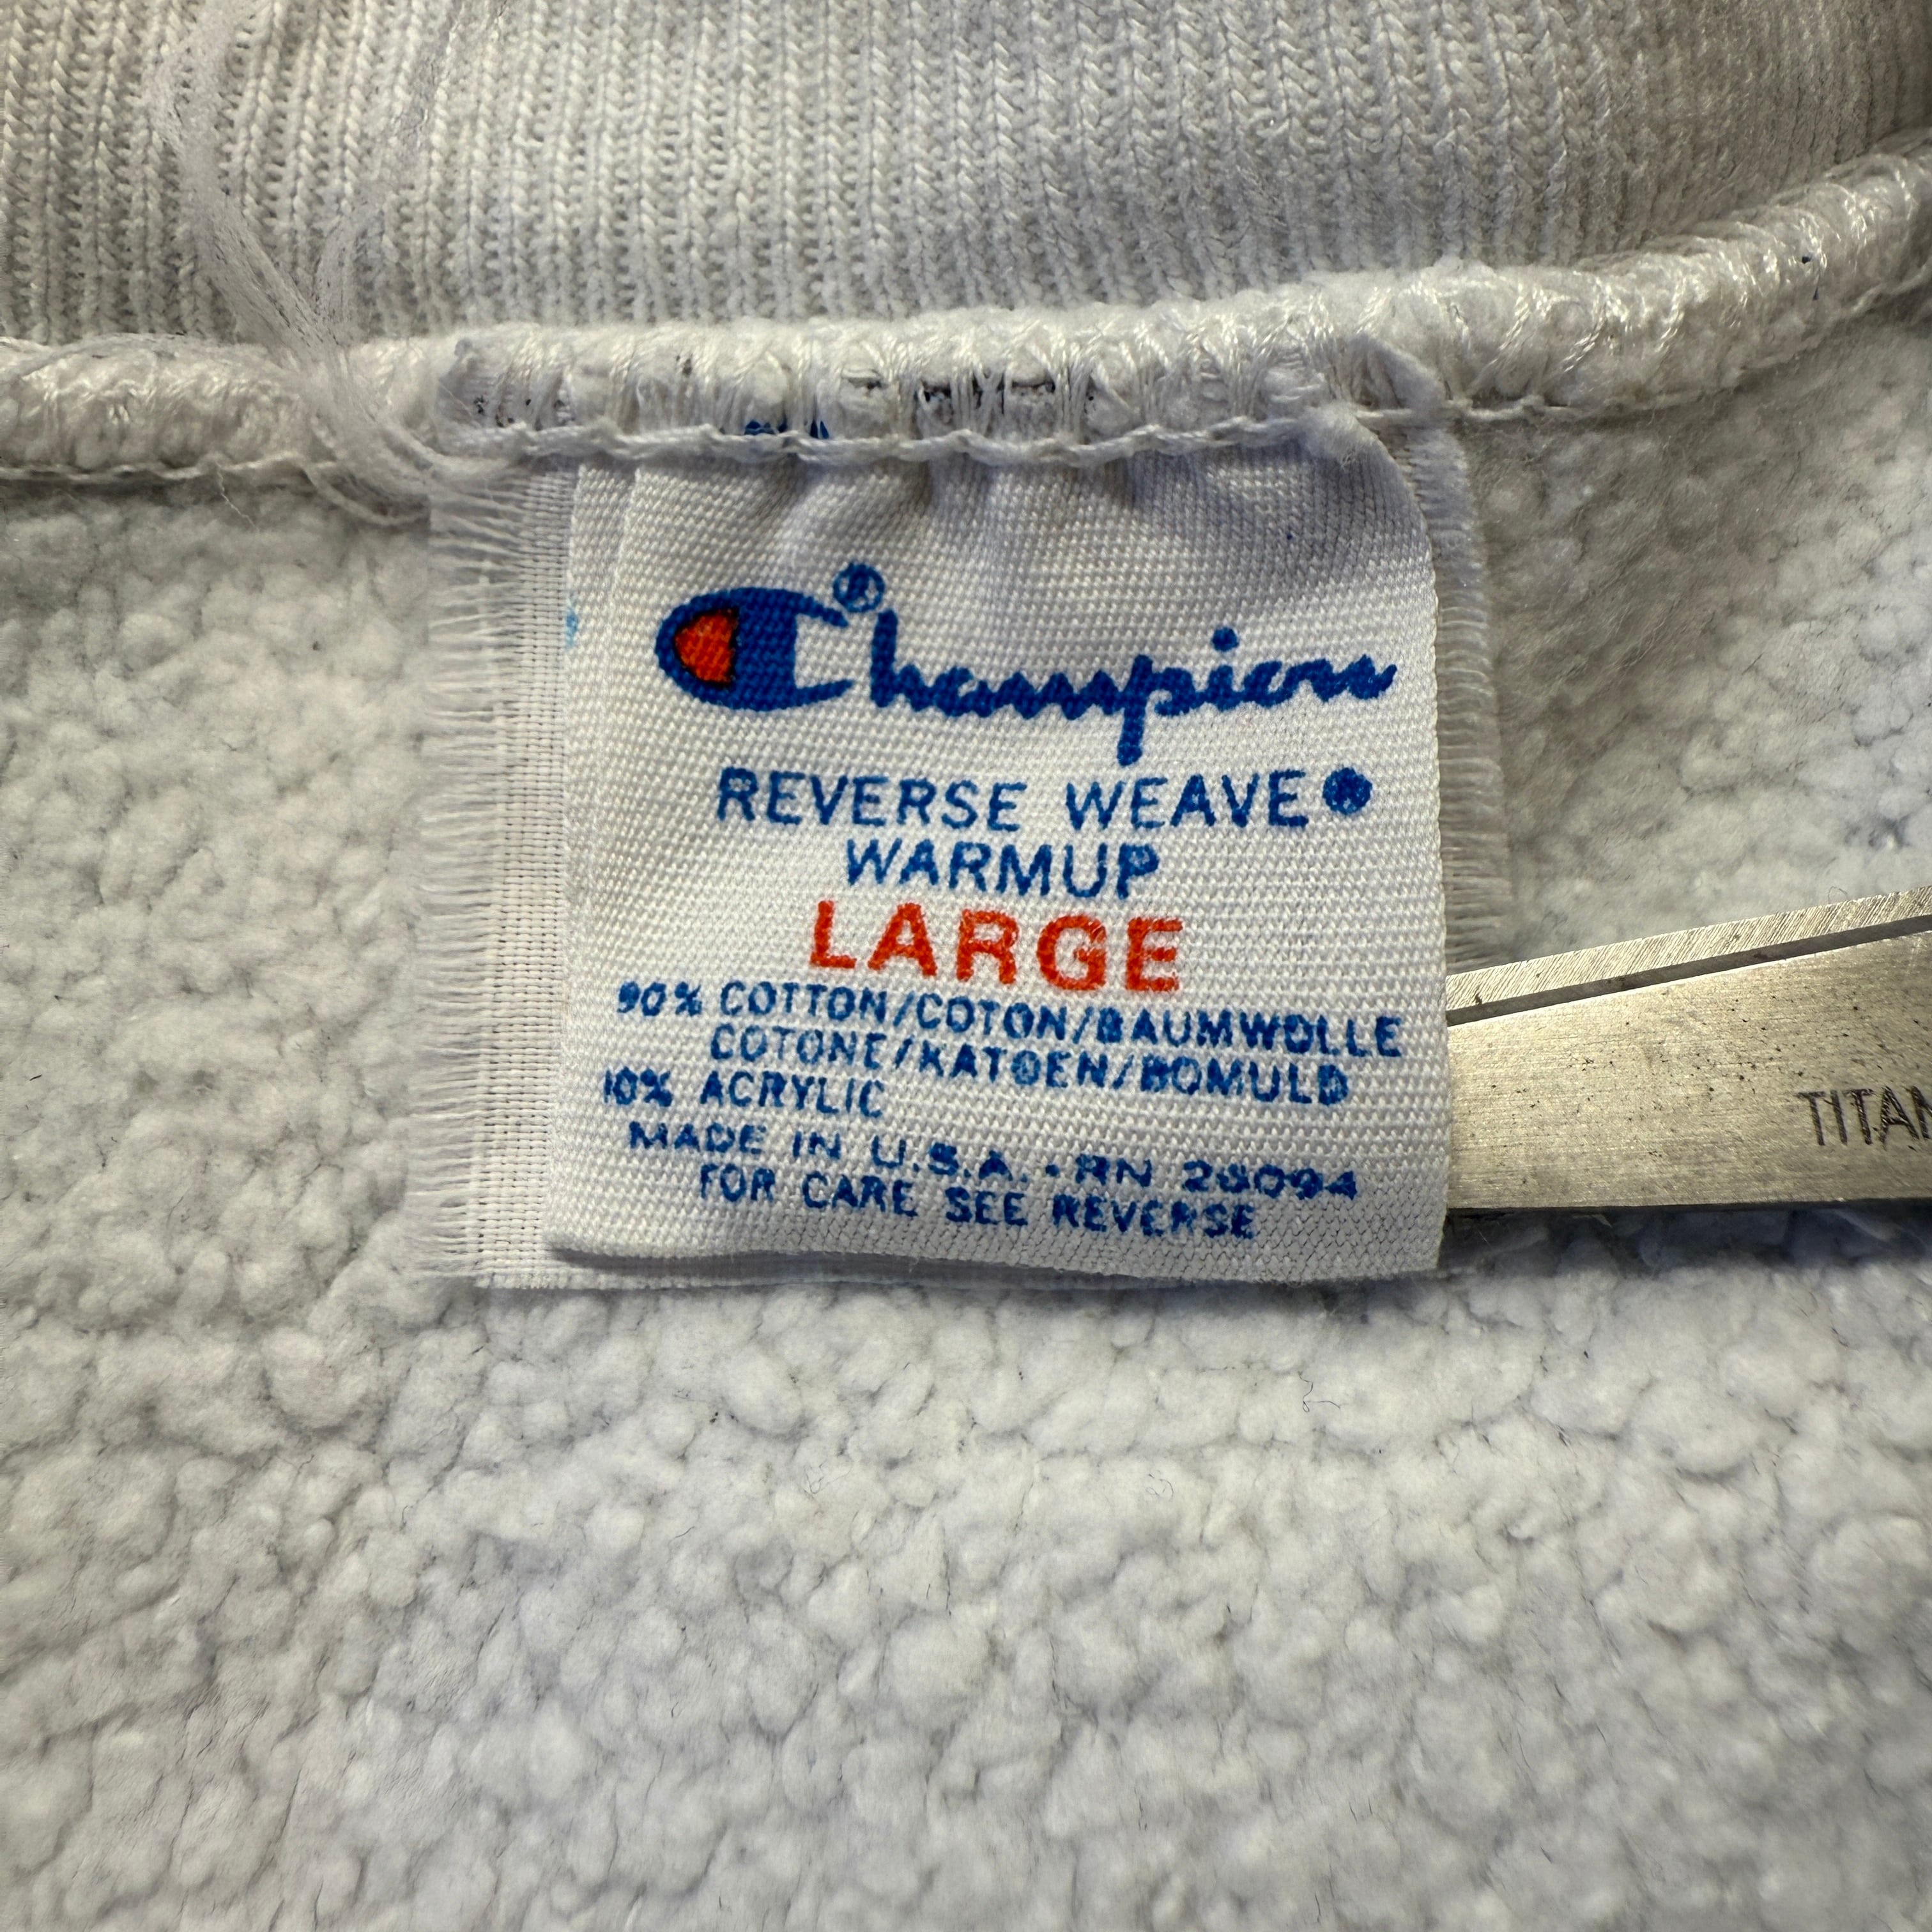 Champion®
REVERSE WEAVE®
WARMUP
LARGE
90% COTTON/COTON/BAUMWOLLE
COTONE/KATOEN/BOMULD
10% ACRYLIC
MADE IN U.S.A. • RN 26094
FOR CARE SEE REVERSE